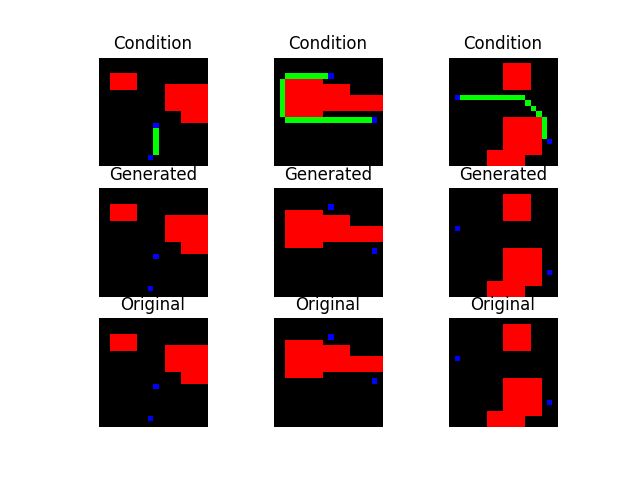 Condition Condition Condition
Generated Generated Generated
Original Original Original